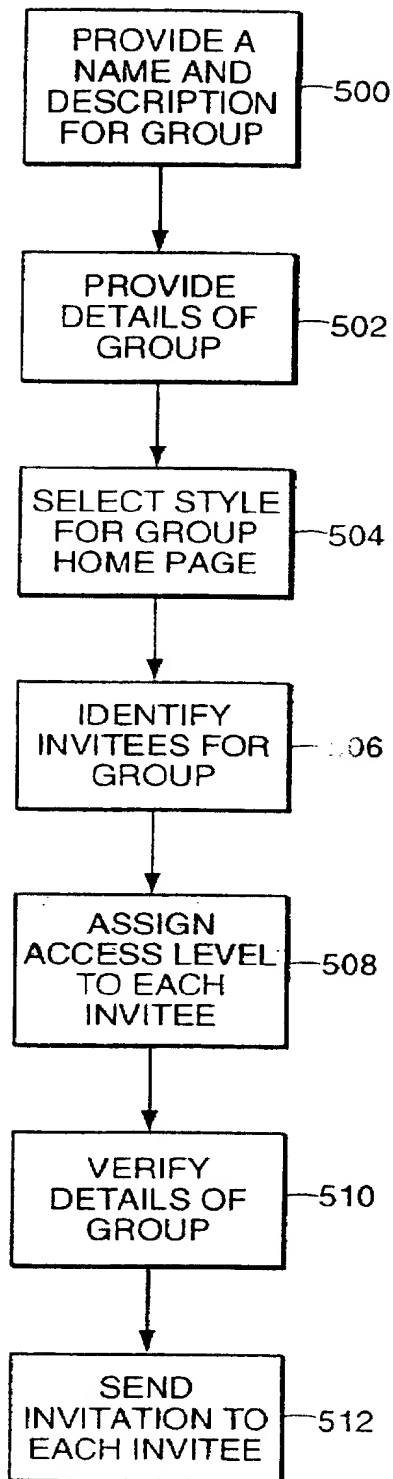 PROVIDE A
NAME AND
DESCRIPTION
FOR GROUP
500
PROVIDE
DETAILS OF
GROUP
502
SELECT STYLE
FOR GROUP
HOME PAGE
504
IDENTIFY
INVITEES FOR
GROUP
ASSIGN
ACCESS LEVEL
TO EACH
INVITEE
508
VERIFY
DETAILS OF
GROUP
510
SEND
INVITATION TO
EACH INVITEE
512